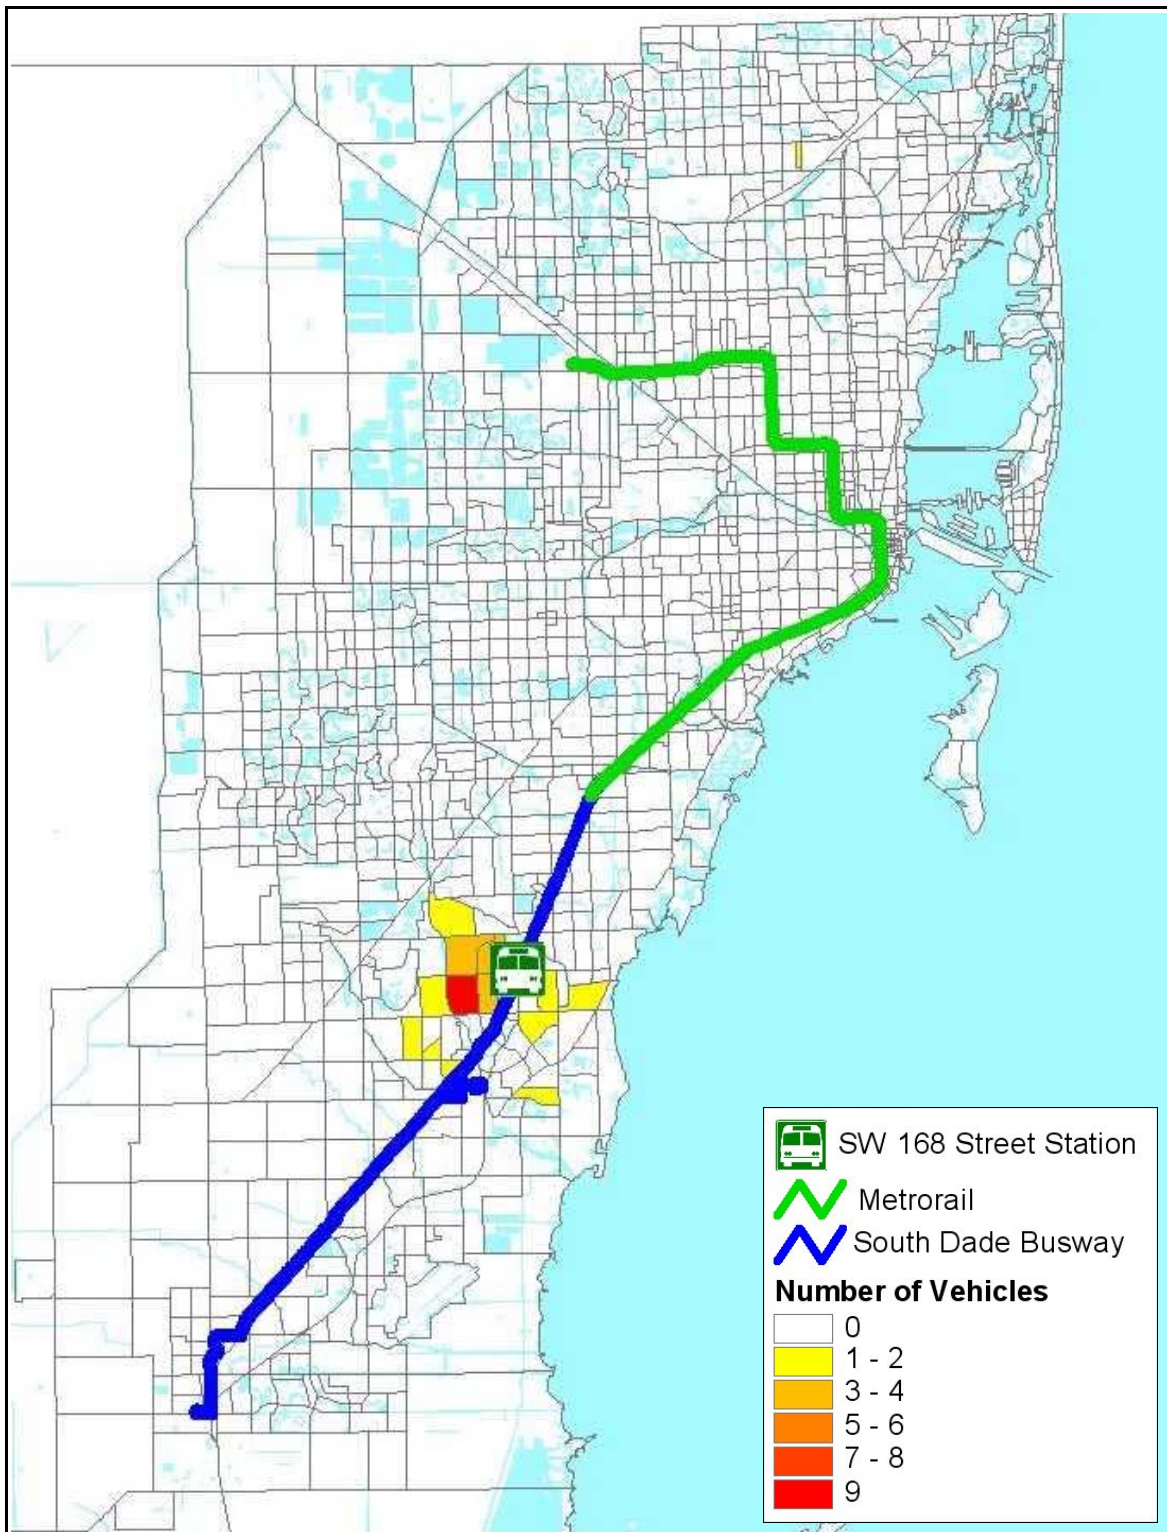 SW 168 Street Station
Metrorail
South Dade Busway
Number of Vehicles
0
1 - 2
3 - 4
5 - 6
7 - 8
9